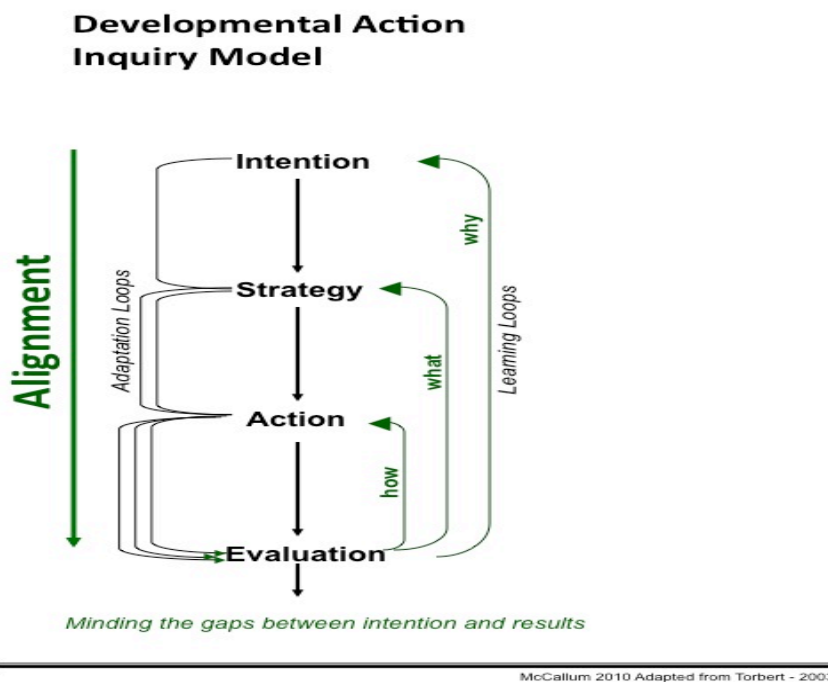 Developmental Action
Inquiry Model
Alignment
Adaptation Loops
Intention
Strategy
Action
Evaluation
why
what
how
Learning Loops
Minding the gaps between intention and results
McCallum 2010 Adapted from Torbert - 2003